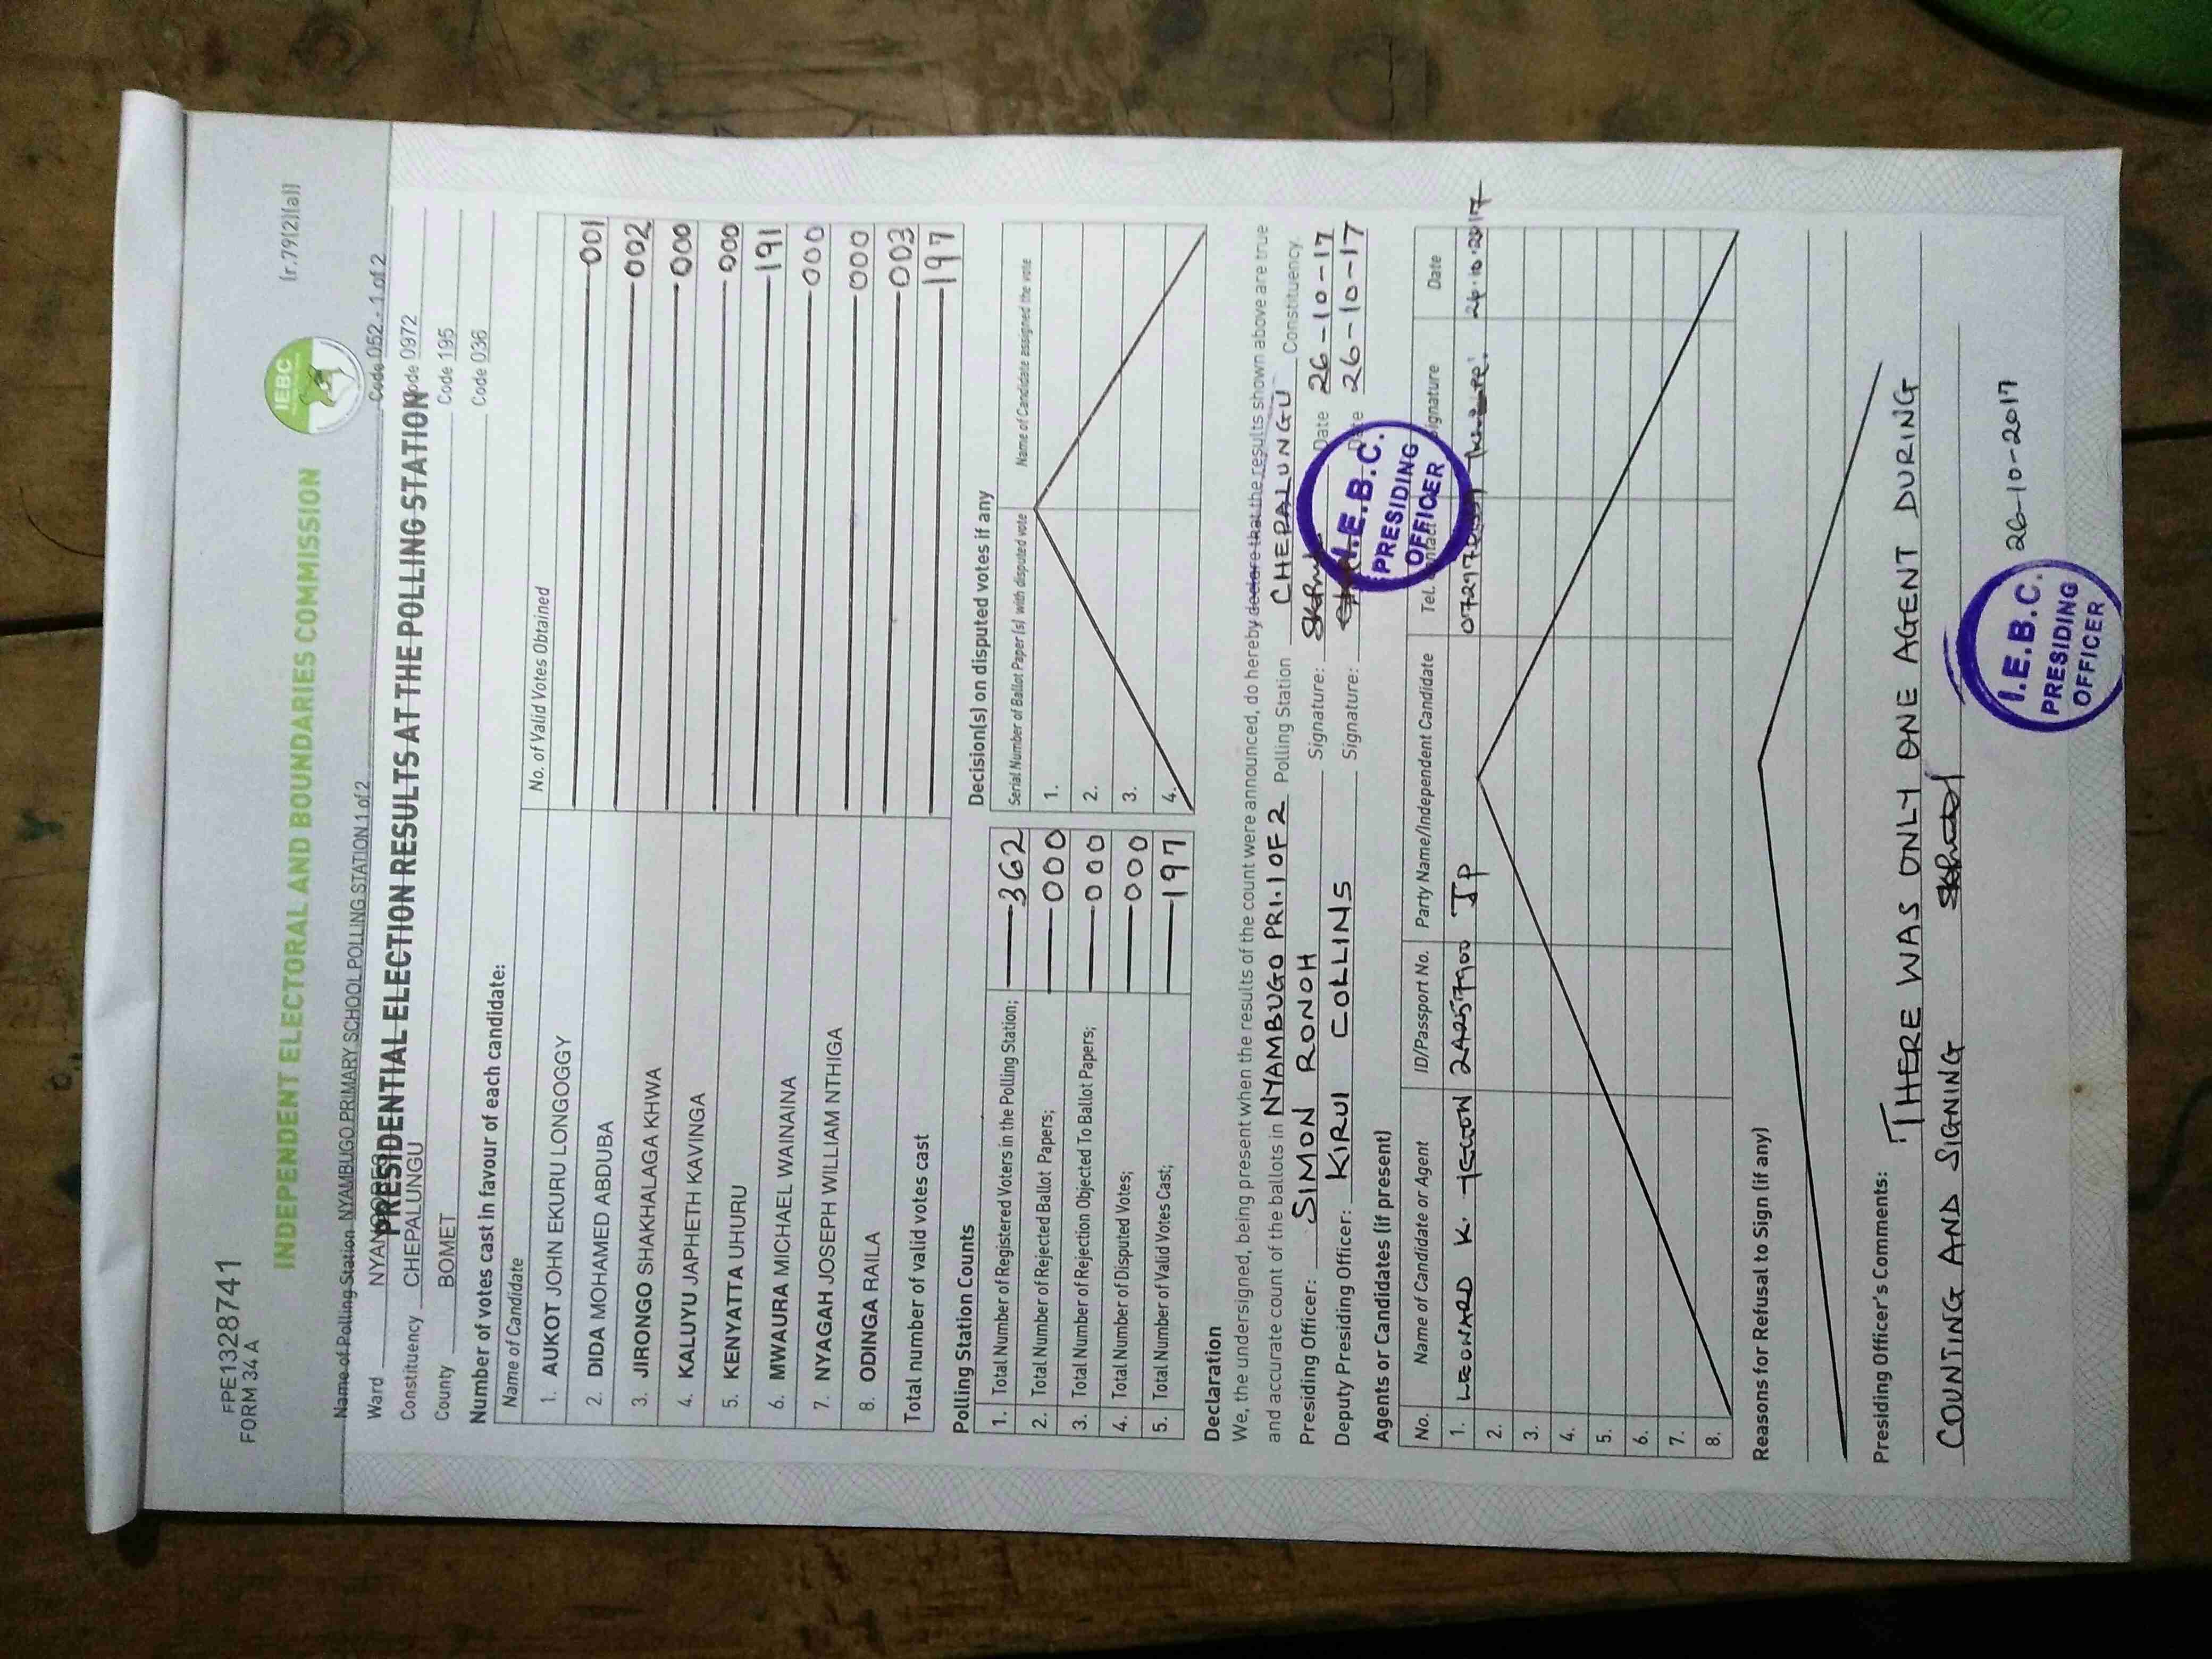 FPE1328741
FORM 34 A
(r.79(2)(a))
IEBC
INDEPENDENT ELECTORAL AND BOUNDARIES COMMISSION
PRESIDENTIAL ELECTION RESULTS AT THE POLLING STATION
Name of Polling Station NYAMBUGO PRIMARY SCHOOL POLLING STATION 1 of 2 Code 052 - 1 of 2
Ward NYANGORES Code 0972
Constituency CHEPALUNGU Code 195
County BOMET Code 036
Number of votes cast in favour of each candidate:
Name of Candidate No. of Valid Votes Obtained
1. AUKOT JOHN EKURU LONGOGGY 001
2. DIDA MOHAMED ABDUBA 002
3. JIRONGO SHAKHALAGA KHWA 000
4. KALUYU JAPHETH KAVINGA 000
5. KENYATTA UHURU 191
6. MWAURA MICHAEL WAINAINA 000
7. NYAGAH JOSEPH WILLIAM NTHIGA 000
8. ODINGA RAILA 003
Total number of valid votes cast 197
Polling Station Counts
1. Total Number of Registered Voters in the Polling Station; 362
2. Total Number of Rejected Ballot Papers; 000
3. Total Number of Rejection Objected To Ballot Papers; 000
4. Total Number of Disputed Votes; 000
5. Total Number of Valid Votes Cast; 197
Decision(s) on disputed votes if any
Serial Number of Ballot Paper(s) with disputed vote Name of Candidate assigned the vote
1.
2.
3.
4.
Declaration
We, the undersigned, being present when the results of the count were announced, do hereby declare that the results shown above are true
and accurate count of the ballots in NYAMBUGO PRI. 1 OF 2 Polling Station CHEPALUNGU Constituency.
Presiding Officer: SIMON RONOH Signature: Date 26-10-17
Deputy Presiding Officer: KIRUI COLLINS Signature: Date 26-10-17
I.E.B.C.
PRESIDING
OFFICER
Agents or Candidates (if present)
No. Name of Candidate or Agent ID/Passport No. Party Name/Independent Candidate Tel. Contact Signature Date
1. LEONARD K. JP 26.10.2017
2.
3.
4.
5.
6.
7.
8.
Reasons for Refusal to Sign (if any)
Presiding Officer's Comments:
THERE WAS ONLY ONE AGENT DURING
COUNTING AND SIGNING
26-10-2017
I.E.B.C.
PRESIDING
OFFICER